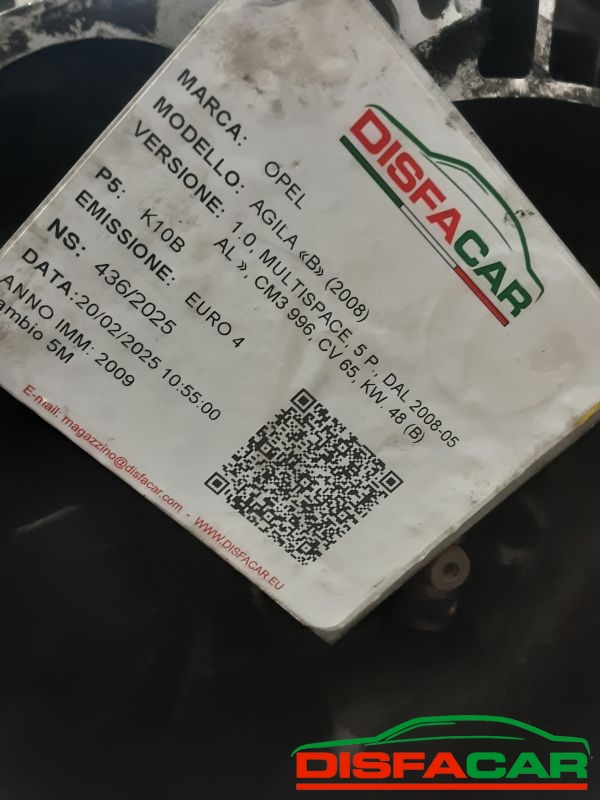 DISFACAR
MARCA: OPEL
MODELLO: AGILA «B» (2008)
VERSIONE: 1.0, MULTISPACE, 5 P., DAL 2008-05
AL », CM3 996, CV 65, KW. 48 (B)
P5: K10B
EMISSIONE: EURO 4
NS: 436/2025
DATA:20/02/2025 10:55:00
ANNO IMM: 2009
ambio 5M
E-mail: magazzino@disfacar.com - WWW.DISFACAR.EU
DISFACAR